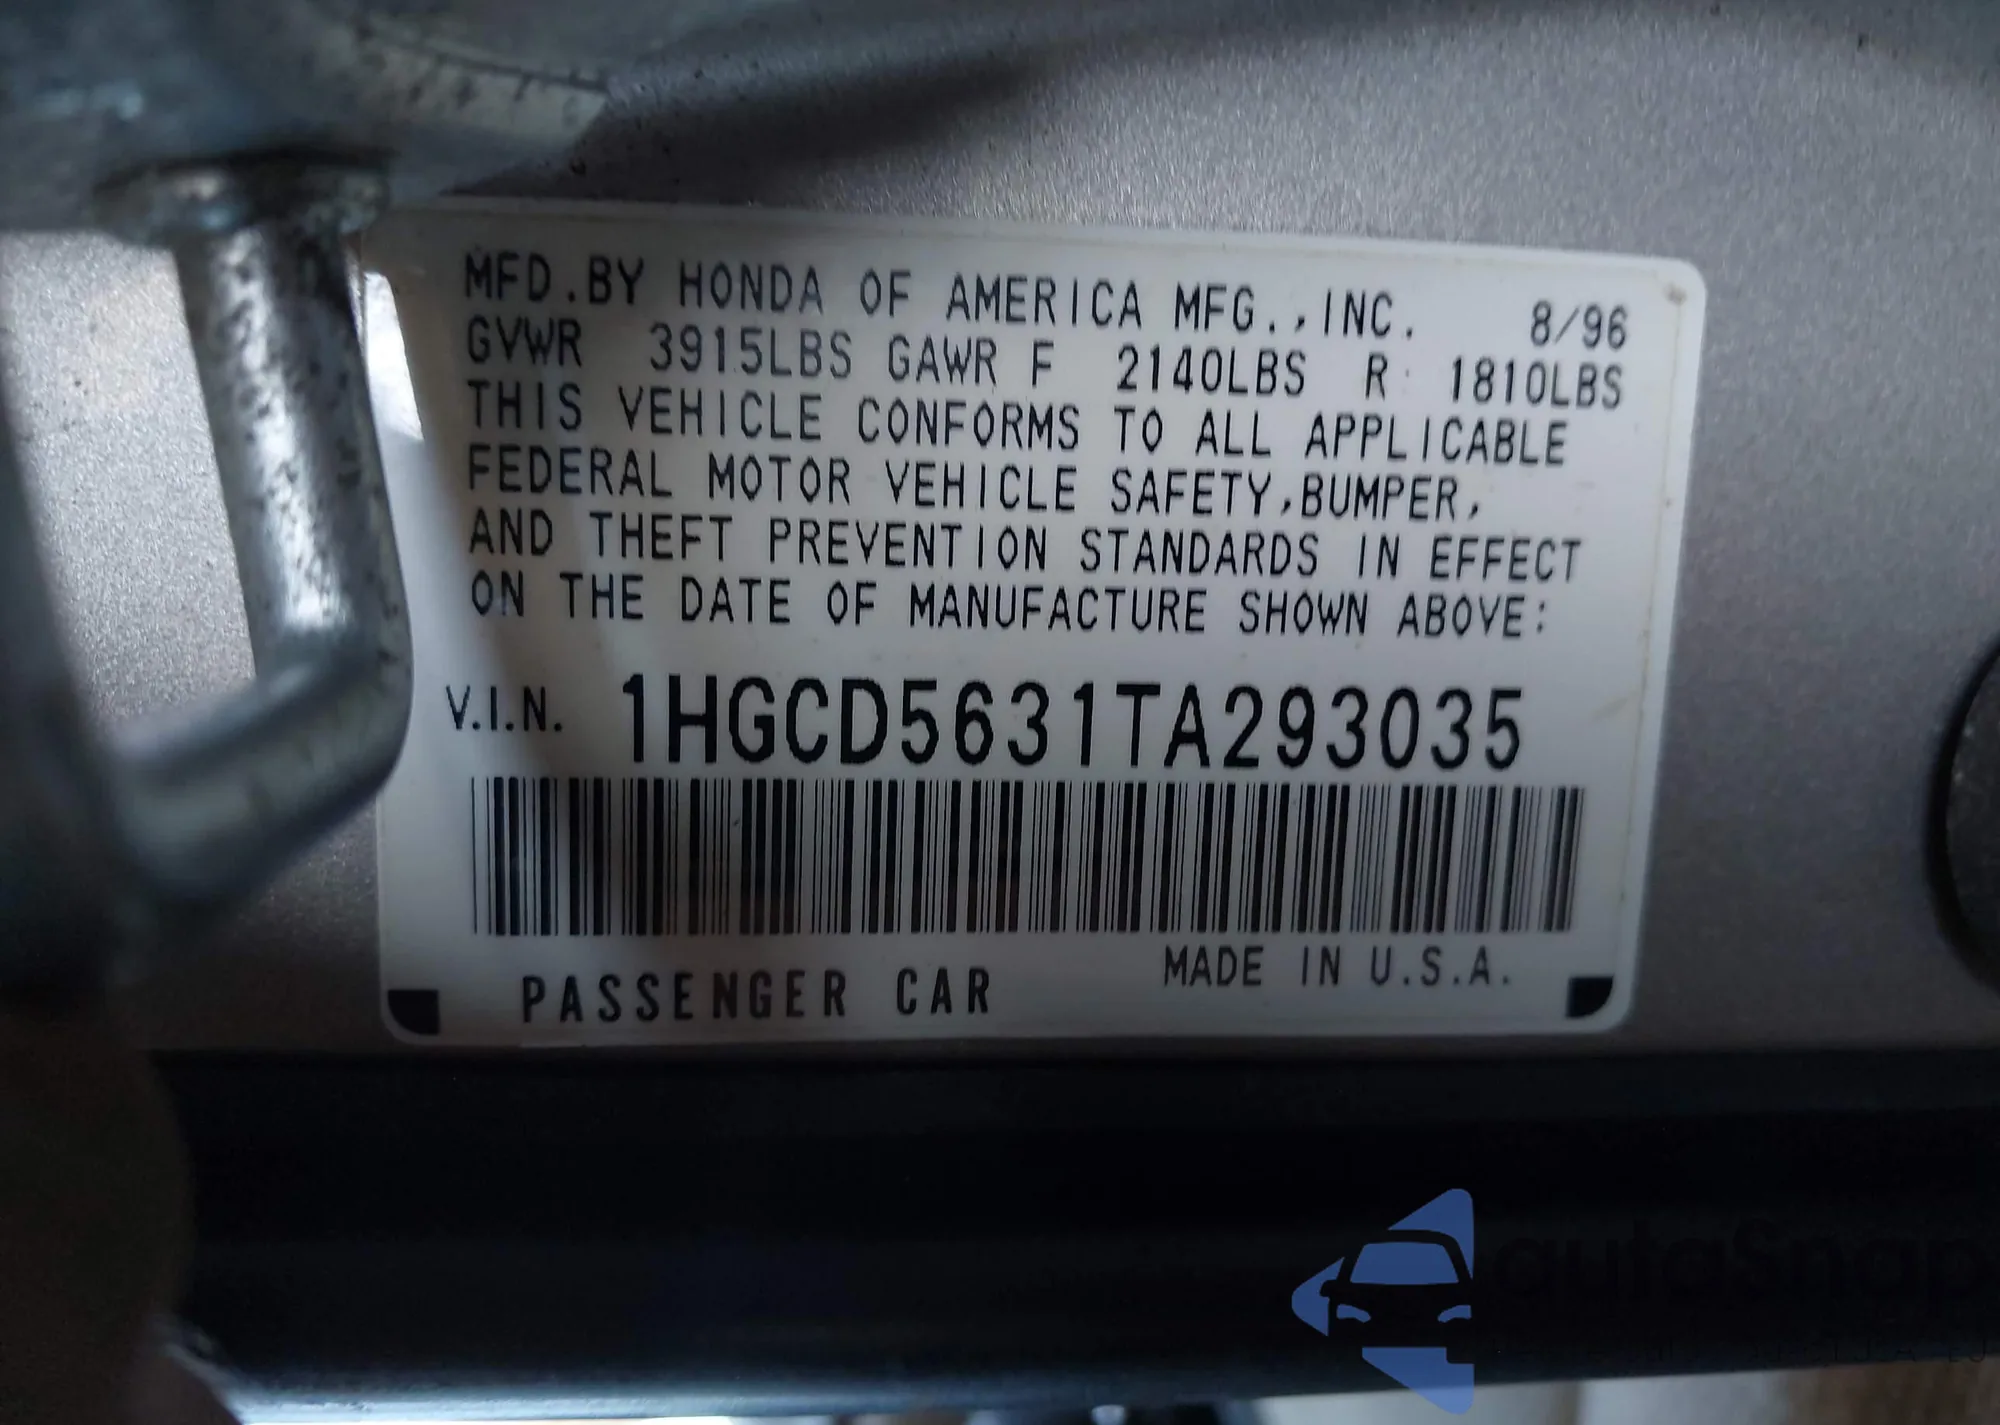 MFD.BY HONDA OF AMERICA MFG.,INC. 8/96
GVWR 3915LBS GAWR F 2140LBS R 1810LBS
THIS VEHICLE CONFORMS TO ALL APPLICABLE
FEDERAL MOTOR VEHICLE SAFETY,BUMPER,
AND THEFT PREVENTION STANDARDS IN EFFECT
ON THE DATE OF MANUFACTURE SHOWN ABOVE:
V.I.N. 1HGCD5631TA293035
PASSENGER CAR MADE IN U.S.A.
autoSnap